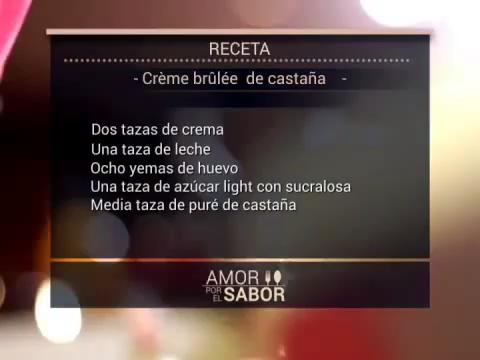 RECETA
- Crème brûlée de castaña -
Dos tazas de crema
Una taza de leche
Ocho yemas de huevo
Una taza de azúcar light con sucralosa
Media taza de puré de castaña
AMOR
POR EL SABOR